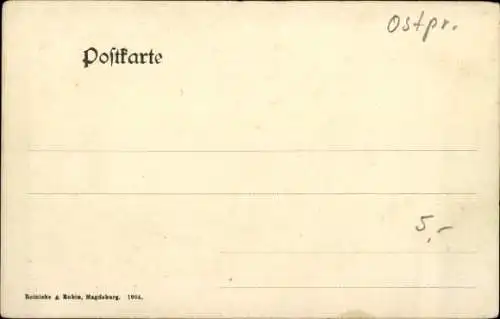 Ostpr.
Postkarte
5,-
Reinicke & Rubin, Magdeburg. 1904.